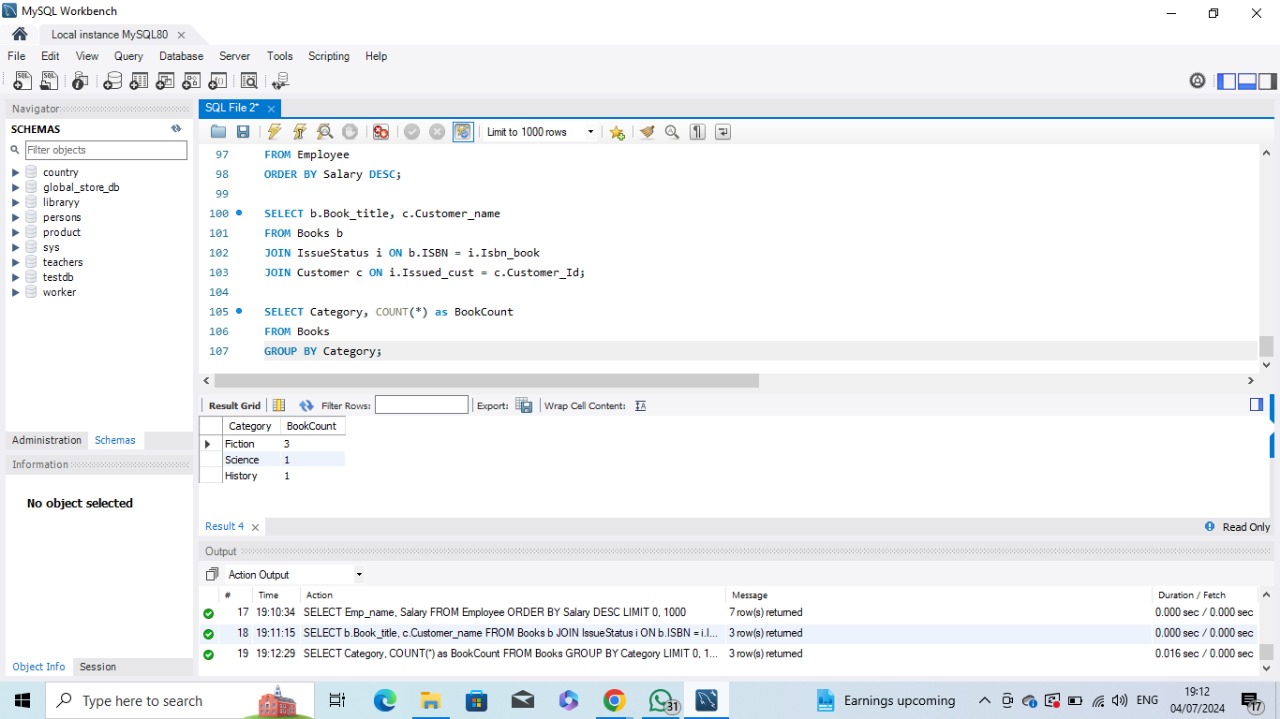 MySQL Workbench
Local instance MySQL80
File Edit View Query Database Server Tools Scripting Help
Navigator
SCHEMAS
Filter objects
country
global_store_db
libraryy
persons
product
sys
teachers
testdb
worker
Administration Schemas
Information
No object selected
Object Info Session
SQL File 2*
Limit to 1000 rows
97 FROM Employee
98 ORDER BY Salary DESC;
99
100 SELECT b.Book_title, c.Customer_name
101 FROM Books b
102 JOIN IssueStatus i ON b.ISBN = i.Isbn_book
103 JOIN Customer c ON i.Issued_cust = c.Customer_Id;
104
105 SELECT Category, COUNT(*) as BookCount
106 FROM Books
107 GROUP BY Category;
Result Grid Filter Rows: Export: Wrap Cell Content:
Category BookCount
Fiction 3
Science 1
History 1
Result 4 Read Only
Output
Action Output
# Time Action Message Duration / Fetch
17 19:10:34 SELECT Emp_name, Salary FROM Employee ORDER BY Salary DESC LIMIT 0, 1000 7 row(s) returned 0.000 sec / 0.000 sec
18 19:11:15 SELECT b.Book_title, c.Customer_name FROM Books b JOIN IssueStatus i ON b.ISBN = i.I... 3 row(s) returned 0.000 sec / 0.000 sec
19 19:12:29 SELECT Category, COUNT(*) as BookCount FROM Books GROUP BY Category LIMIT 0, 1... 3 row(s) returned 0.016 sec / 0.000 sec
Type here to search
31
Earnings upcoming
ENG
19:12
04/07/2024
17